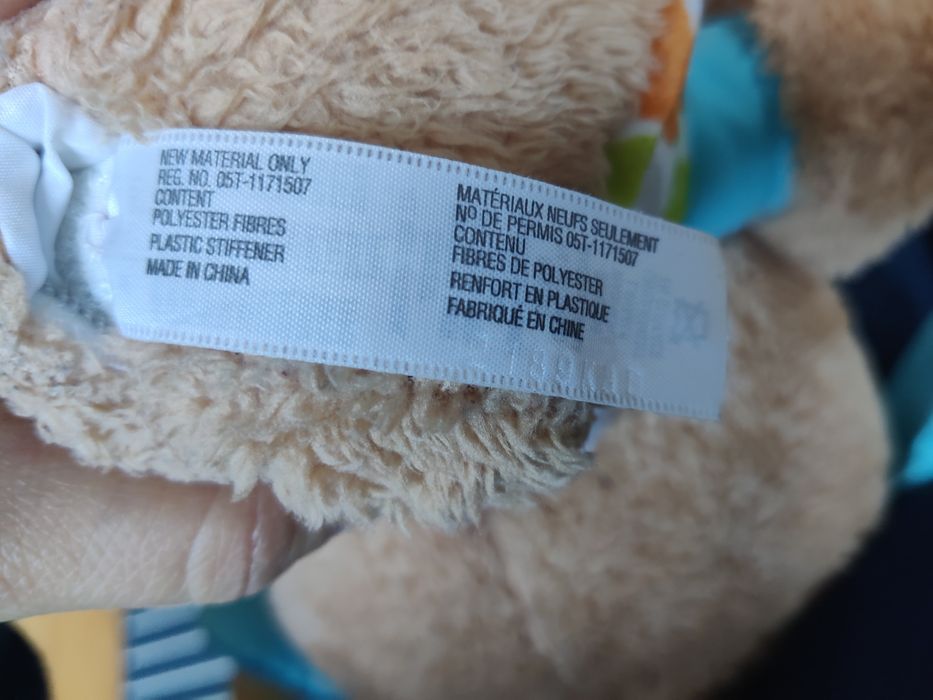 NEW MATERIAL ONLY
REG. NO. 05T-1171507
CONTENT
POLYESTER FIBRES
PLASTIC STIFFENER
MADE IN CHINA
MATÉRIAUX NEUFS SEULEMENT
Nº DE PERMIS 05T-1171507
CONTENU
FIBRES DE POLYESTER
RENFORT EN PLASTIQUE
FABRIQUÉ EN CHINE